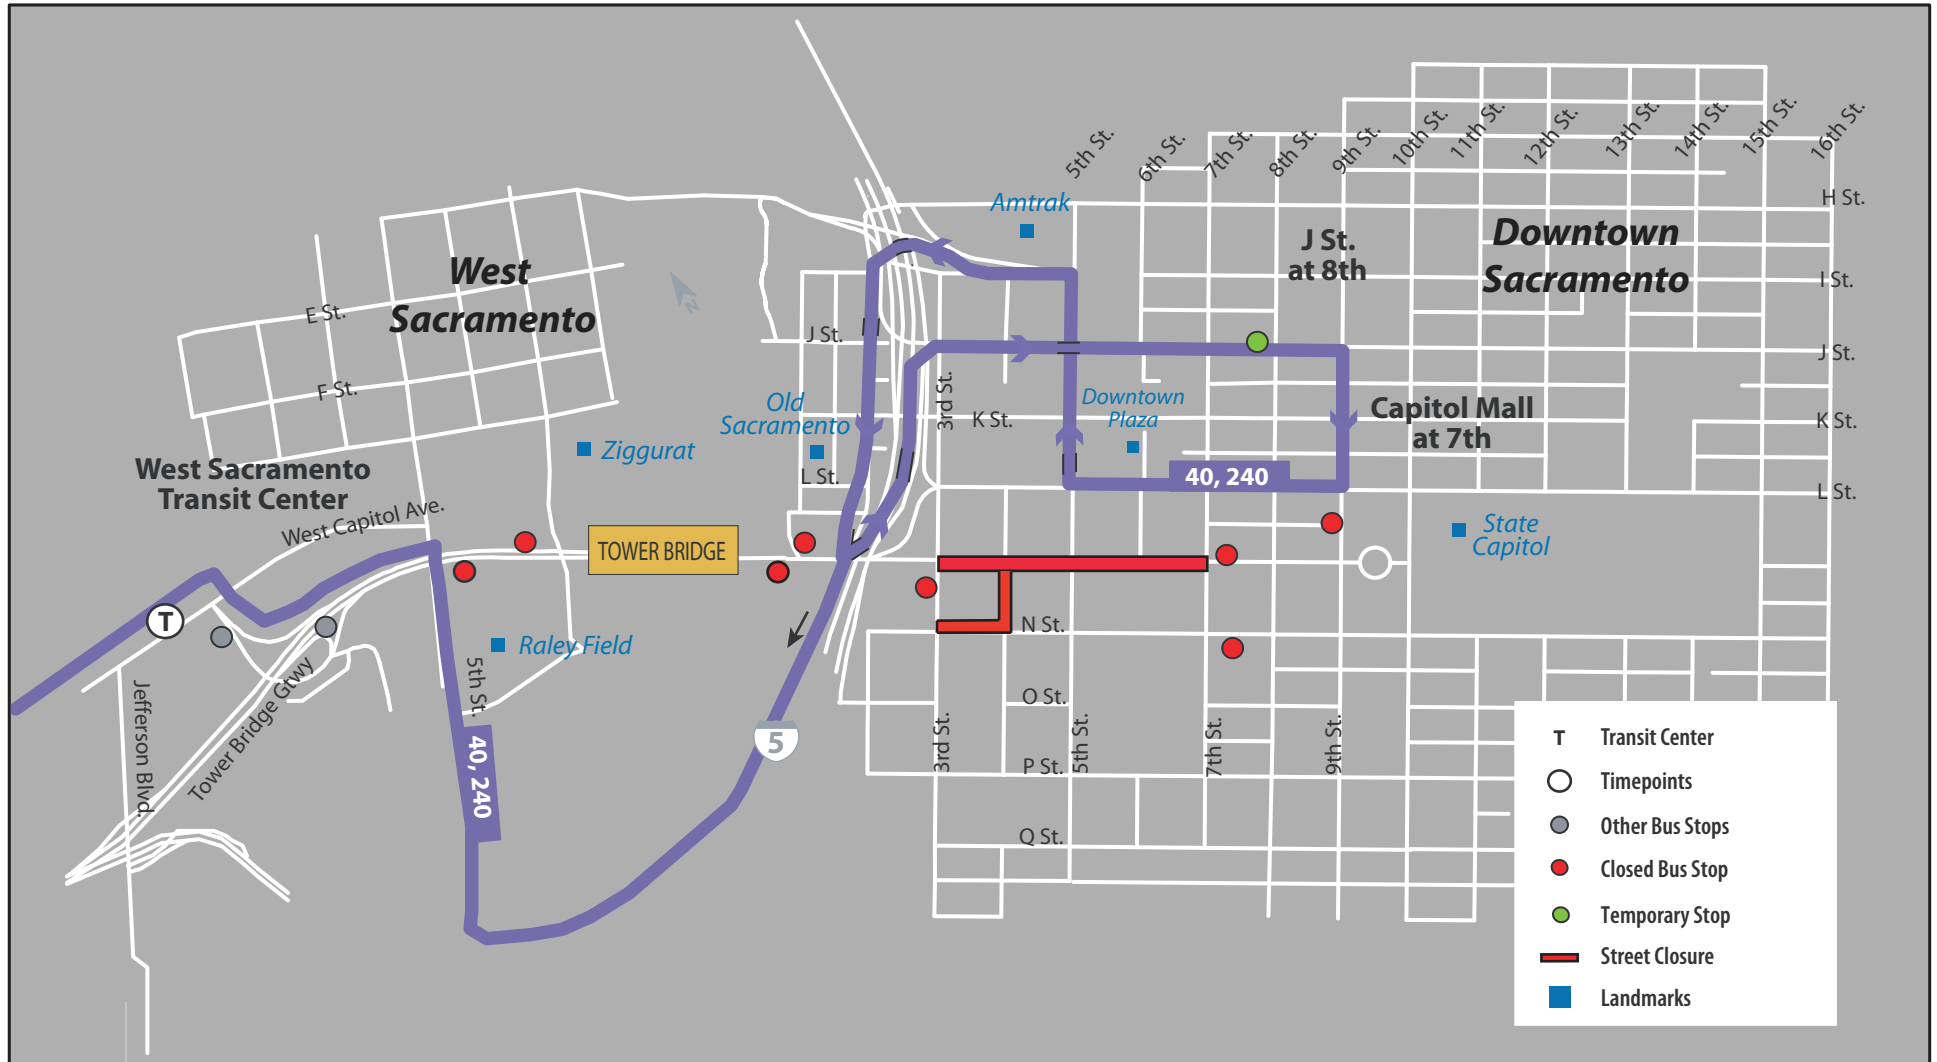 5th St.
6th St.
7th St.
8th St.
9th St.
10th St.
11th St.
12th St.
13th St.
14th St.
15th St.
16th St.
Amtrak
H St.
J St.
at 8th
Downtown
Sacramento
West
Sacramento
N
I St.
E St.
J St.
J St.
F St.
3rd St.
Old
Sacramento
Downtown
Plaza
K St.
Capitol Mall
at 7th
K St.
Ziggurat
West Sacramento
Transit Center
L St.
40, 240
L St.
West Capitol Ave.
TOWER BRIDGE
State
Capitol
T
N St.
Raley Field
5th St.
Jefferson Blvd.
Tower Bridge Gtwy
O St.
40, 240
5
3rd St.
5th St.
7th St.
9th St.
P St.
Q St.
T Transit Center
Timepoints
Other Bus Stops
Closed Bus Stop
Temporary Stop
Street Closure
Landmarks